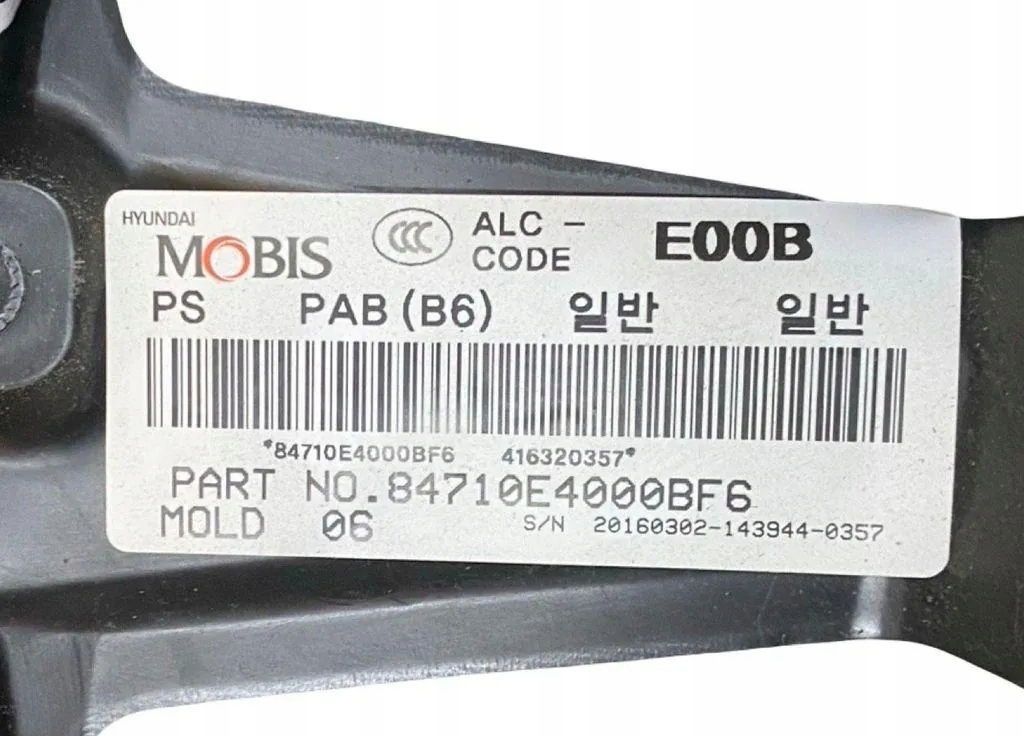 HYUNDAI
MOBIS
CCC
ALC -
CODE
E00B
PS PAB (B6) 일반 일반
*84710E4000BF6 416320357*
PART NO.84710E4000BF6
MOLD 06 S/N 20160302-143944-0357